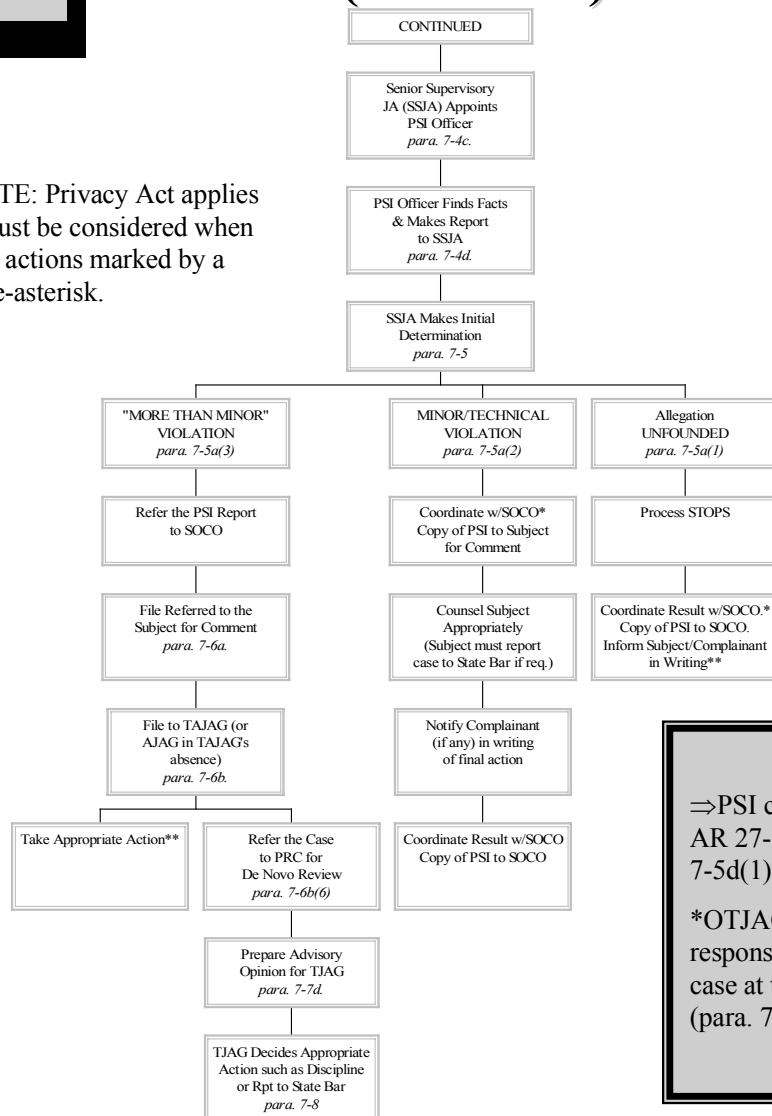 CONTINUED
Senior Supervisory
JA (SSJA) Appoints
PSI Officer
para. 7-4c.
TE: Privacy Act applies
ust be considered when
actions marked by a
e-asterisk.
PSI Officer Finds Facts
& Makes Report
to SSJA
para. 7-4d.
SSJA Makes Initial
Determination
para. 7-5
"MORE THAN MINOR"
VIOLATION
para. 7-5a(3)
Refer the PSI Report
to SOCO
File Referred to the
Subject for Comment
para. 7-6a.
File to TAJAG (or
AJAG in TAJAG's
absence)
para. 7-6b.
Take Appropriate Action**
Refer the Case
to PRC for
De Novo Review
para. 7-6b(6)
Prepare Advisory
Opinion for TJAG
para. 7-7d.
TJAG Decides Appropriate
Action such as Discipline
or Rpt to State Bar
para. 7-8
MINOR/TECHNICAL
VIOLATION
para. 7-5a(2)
Coordinate w/SOCO*
Copy of PSI to Subject
for Comment
Counsel Subject
Appropriately
(Subject must report
case to State Bar if req.)
Notify Complainant
(if any) in writing
of final action
Coordinate Result w/SOCO
Copy of PSI to SOCO
Allegation
UNFOUNDED
para. 7-5a(1)
Process STOPS
Coordinate Result w/SOCO.*
Copy of PSI to SOCO.
Inform Subject/Complainant
in Writing**
⇒PSI
AR 27-
7-5d(1)
*OTJA
respons
case at
(para. 7